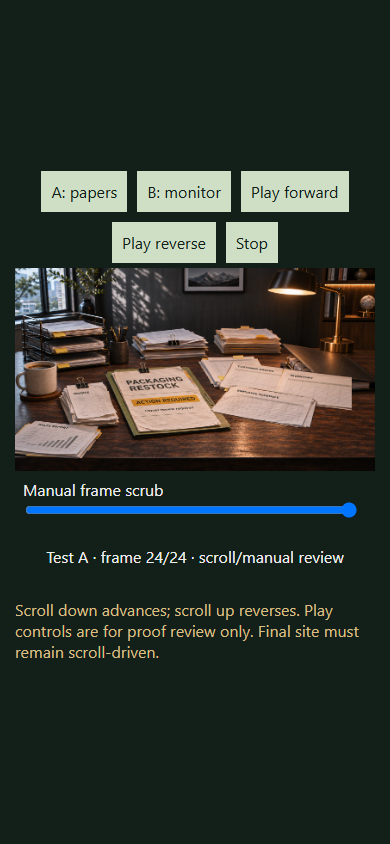 A: papers
B: monitor
Play forward
Play reverse
Stop
PACKAGING
RESTOCK
ACTION REQUIRED
Manual frame scrub
Test A · frame 24/24 · scroll/manual review
Scroll down advances; scroll up reverses. Play
controls are for proof review only. Final site must
remain scroll-driven.